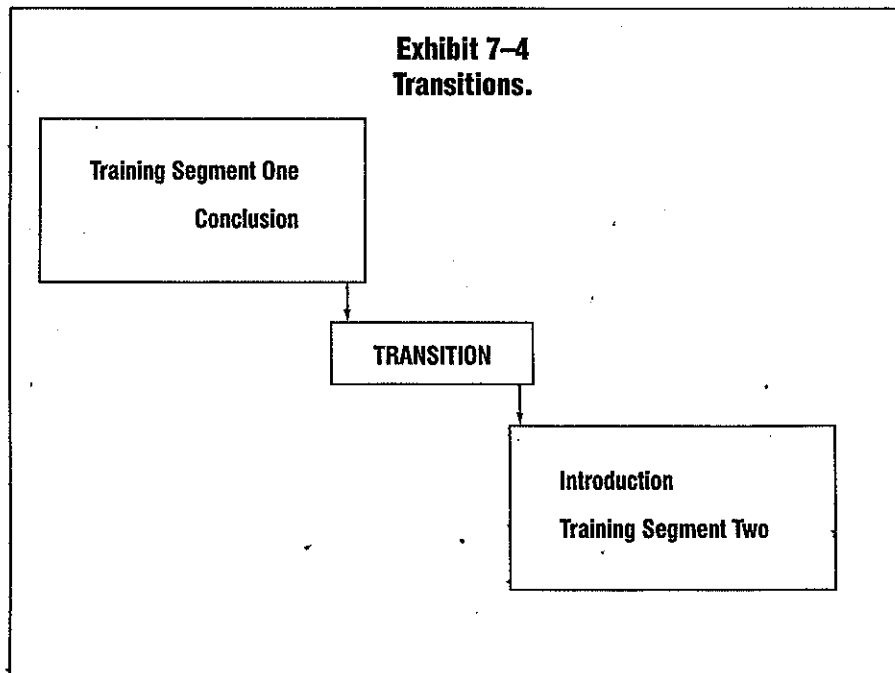 Exhibit 7–4
Transitions.
Training Segment One
Conclusion
TRANSITION
Introduction
Training Segment Two